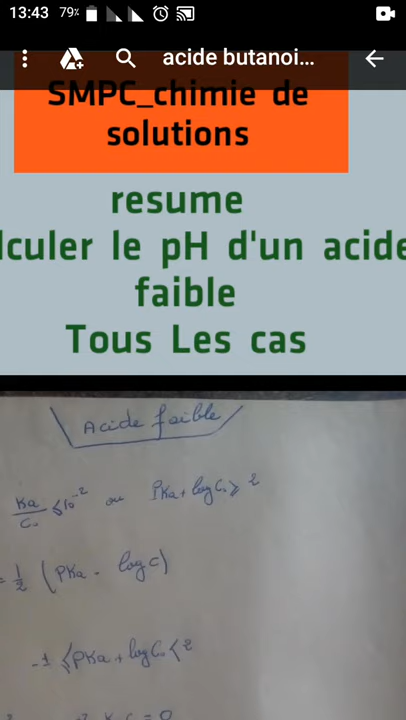 13:43 79%
acide butanoi...
SMPC_chimie de
solutions
resume
lculer le pH d'un acide
faible
Tous Les cas
Acide faible
Ka/C₀ ≤ 10⁻² ou PKa + log C₀ ≥ 2
= 1/2 (PKa - log C)
-1 ≤ PKa + log C₀ < 2